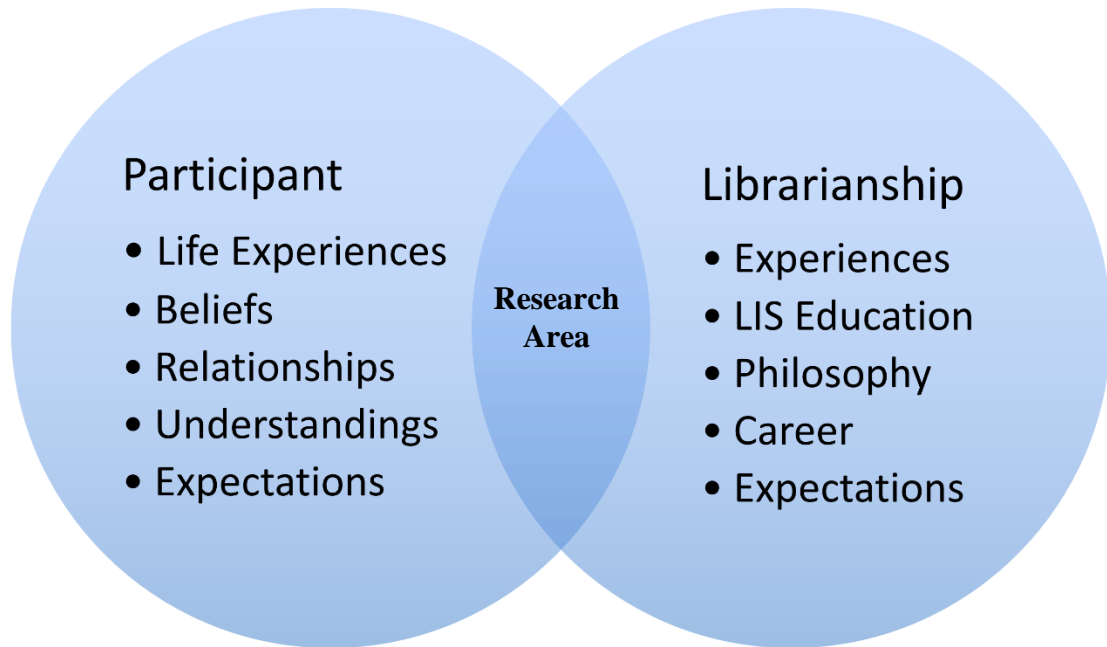 Participant
• Life Experiences
• Beliefs
• Relationships
• Understandings
• Expectations
Research
Area
Librarianship
• Experiences
• LIS Education
• Philosophy
• Career
• Expectations